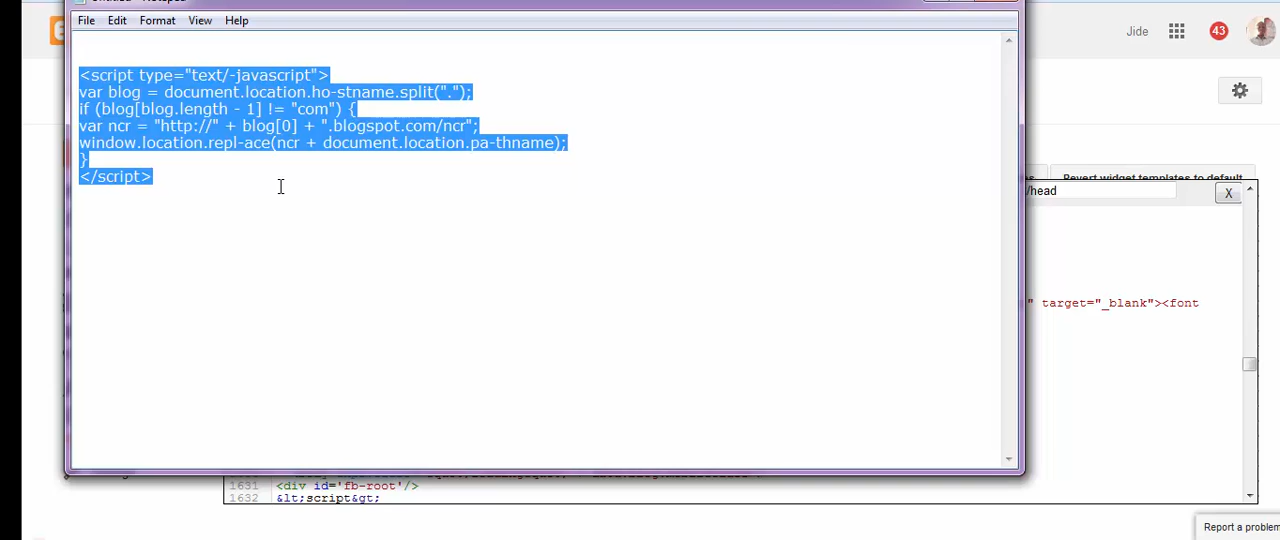 File Edit Format View Help
Jide
43
<script type="text/-javascript">
var blog = document.location.ho-stname.split(".");
if (blog[blog.length - 1] != "com") {
var ncr = "http://" + blog[0] + ".blogspot.com/ncr";
window.location.repl-ace(ncr + document.location.pa-thname);
}
</script>
Revert widget templates to default
/head
X
" target="_blank"><font
1631 <div id='fb-root'/>
1632 &lt;script&gt;
Report a problem